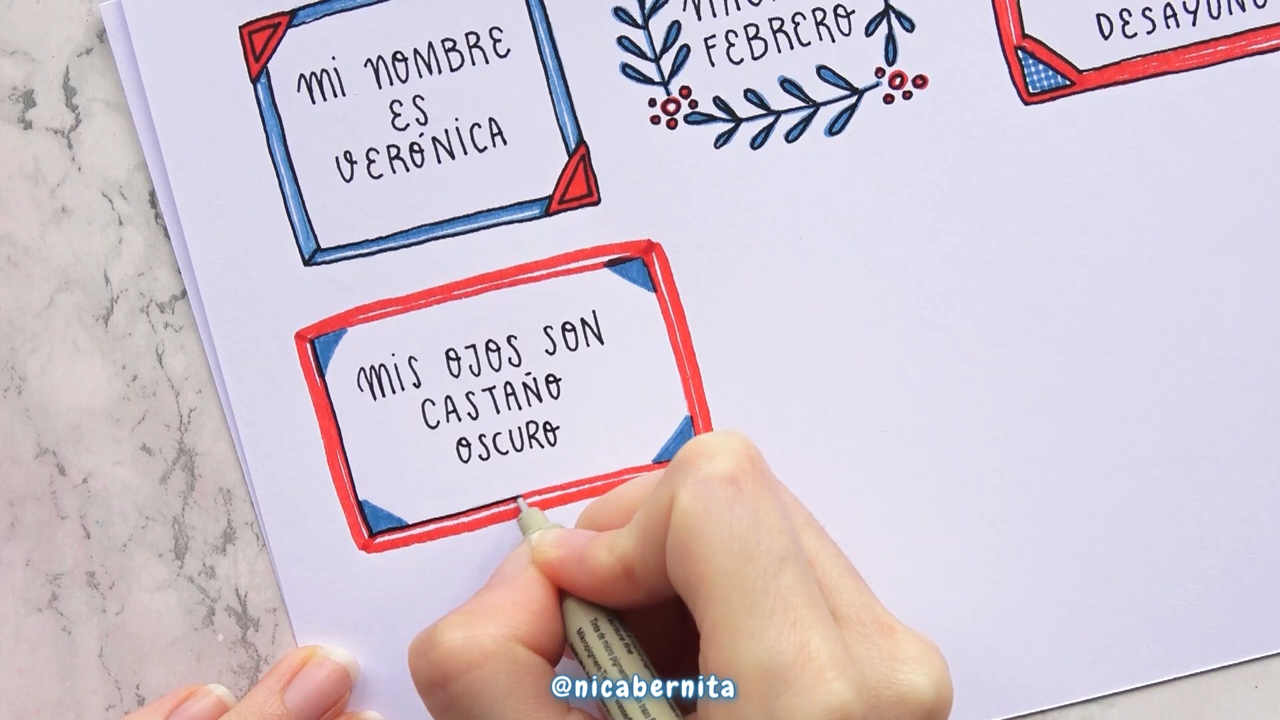 mi NOMBRE
ES
VERÓNICA
FEBRERO
DESAYUNO
MIS OJOS SON
CASTAÑO
OSCURO
@nicabernita